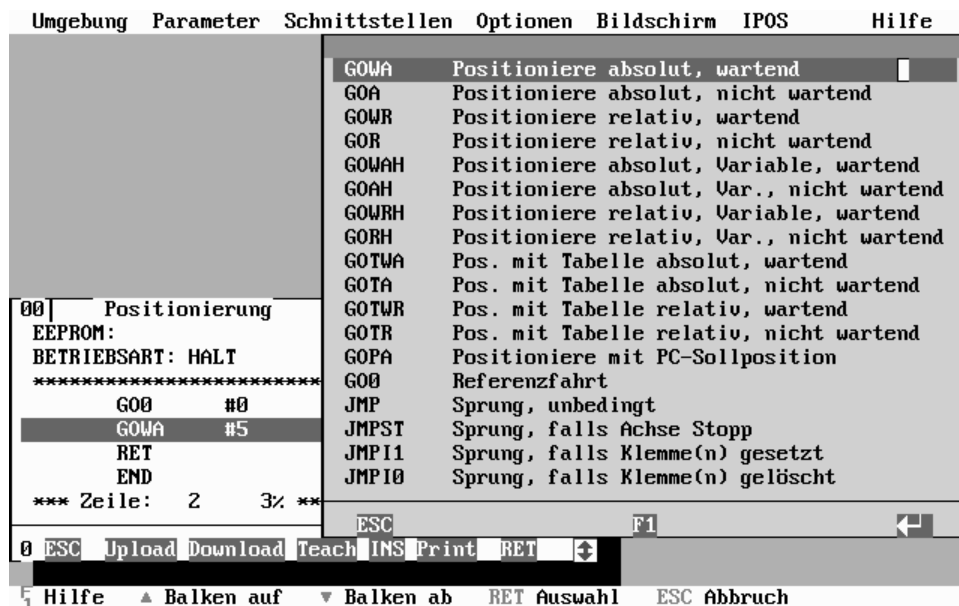 Umgebung Parameter Schnittstellen Optionen Bildschirm IPOS Hilfe
GOWA Positioniere absolut, wartend
GOA Positioniere absolut, nicht wartend
GOWR Positioniere relativ, wartend
GOR Positioniere relativ, nicht wartend
GOWAH Positioniere absolut, Variable, wartend
GOAH Positioniere absolut, Var., nicht wartend
GOWRH Positioniere relativ, Variable, wartend
GORH Positioniere relativ, Var., nicht wartend
GOTWA Pos. mit Tabelle absolut, wartend
GOTA Pos. mit Tabelle absolut, nicht wartend
GOTWR Pos. mit Tabelle relativ, wartend
GOTR Pos. mit Tabelle relativ, nicht wartend
GOPA Positioniere mit PC-Sollposition
GO0 Referenzfahrt
JMP Sprung, unbedingt
JMPST Sprung, falls Achse Stopp
JMPI1 Sprung, falls Klemme(n) gesetzt
JMPI0 Sprung, falls Klemme(n) gelöscht
ESC F1
00 Positionierung
EEPROM:
BETRIEBSART: HALT
************************
GO0 #0
GOWA #5
RET
END
*** Zeile: 2 3% **
0 ESC Upload Download Teach INS Print RET
F1 Hilfe ▲ Balken auf ▼ Balken ab RET Auswahl ESC Abbruch